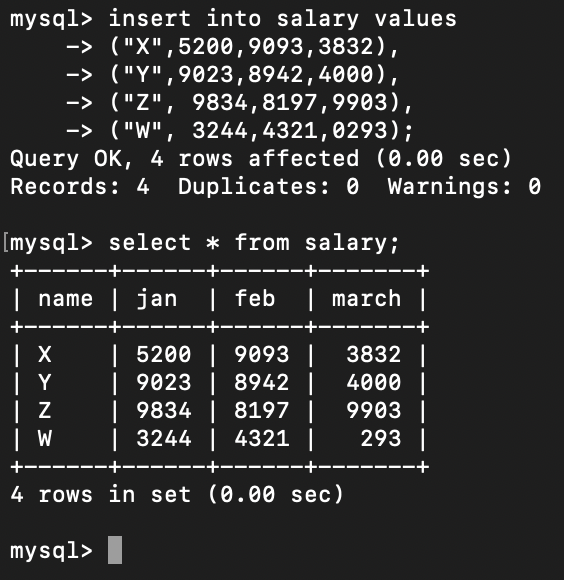 mysql> insert into salary values
    -> ("X",5200,9093,3832),
    -> ("Y",9023,8942,4000),
    -> ("Z", 9834,8197,9903),
    -> ("W", 3244,4321,0293);
Query OK, 4 rows affected (0.00 sec)
Records: 4  Duplicates: 0  Warnings: 0

[mysql> select * from salary;
+------+------+------+-------+
| name | jan  | feb  | march |
+------+------+------+-------+
| X    | 5200 | 9093 |  3832 |
| Y    | 9023 | 8942 |  4000 |
| Z    | 9834 | 8197 |  9903 |
| W    | 3244 | 4321 |   293 |
+------+------+------+-------+
4 rows in set (0.00 sec)

mysql>